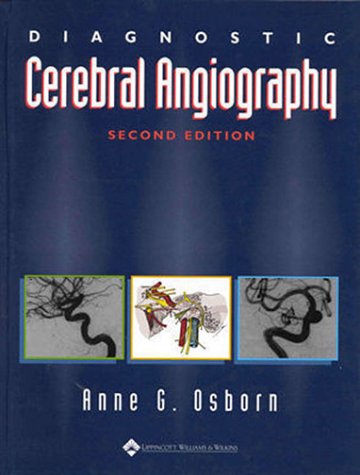 DIAGNOSTIC
Cerebral Angiography
SECOND EDITION
Anne G. Osborn
LIPPINCOTT WILLIAMS & WILKINS